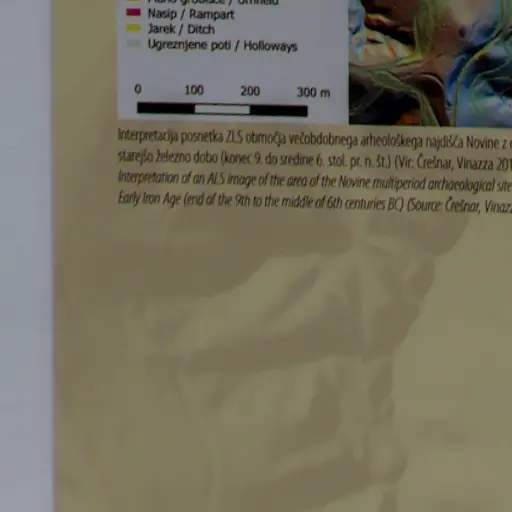 Nasip / Rampart
Jarek / Ditch
Ugreznjene poti / Holloways
0 100 200 300 m
Interpretacija posnetka ZLS območja večobdobnega arheološkega najdišča Novine z
starejšo železno dobo (konec 9. do sredine 6. stol. pr. n. št.) (Vir: Črešnar, Vinazza 201
Interpretation of an ALS image of the area of the Novine multiperiod archaeological site
Early Iron Age (end of the 9th to the middle of 6th centuries BC) (Source: Črešnar, Vinazz